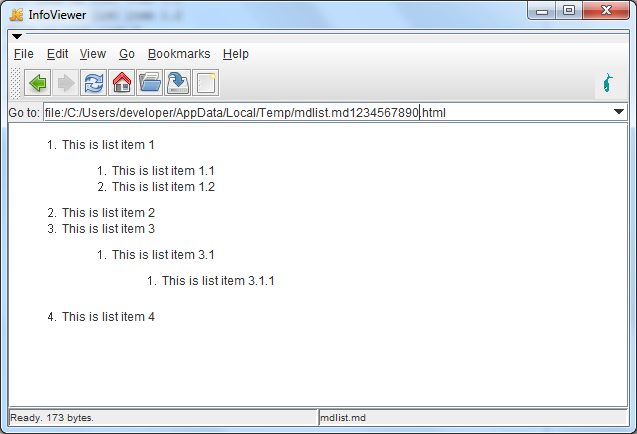 InfoViewer
File Edit View Go Bookmarks Help
Go to: file:/C:/Users/developer/AppData/Local/Temp/mdlist.md1234567890.html
1. This is list item 1
1. This is list item 1.1
2. This is list item 1.2
2. This is list item 2
3. This is list item 3
1. This is list item 3.1
1. This is list item 3.1.1
4. This is list item 4
Ready. 173 bytes. mdlist.md